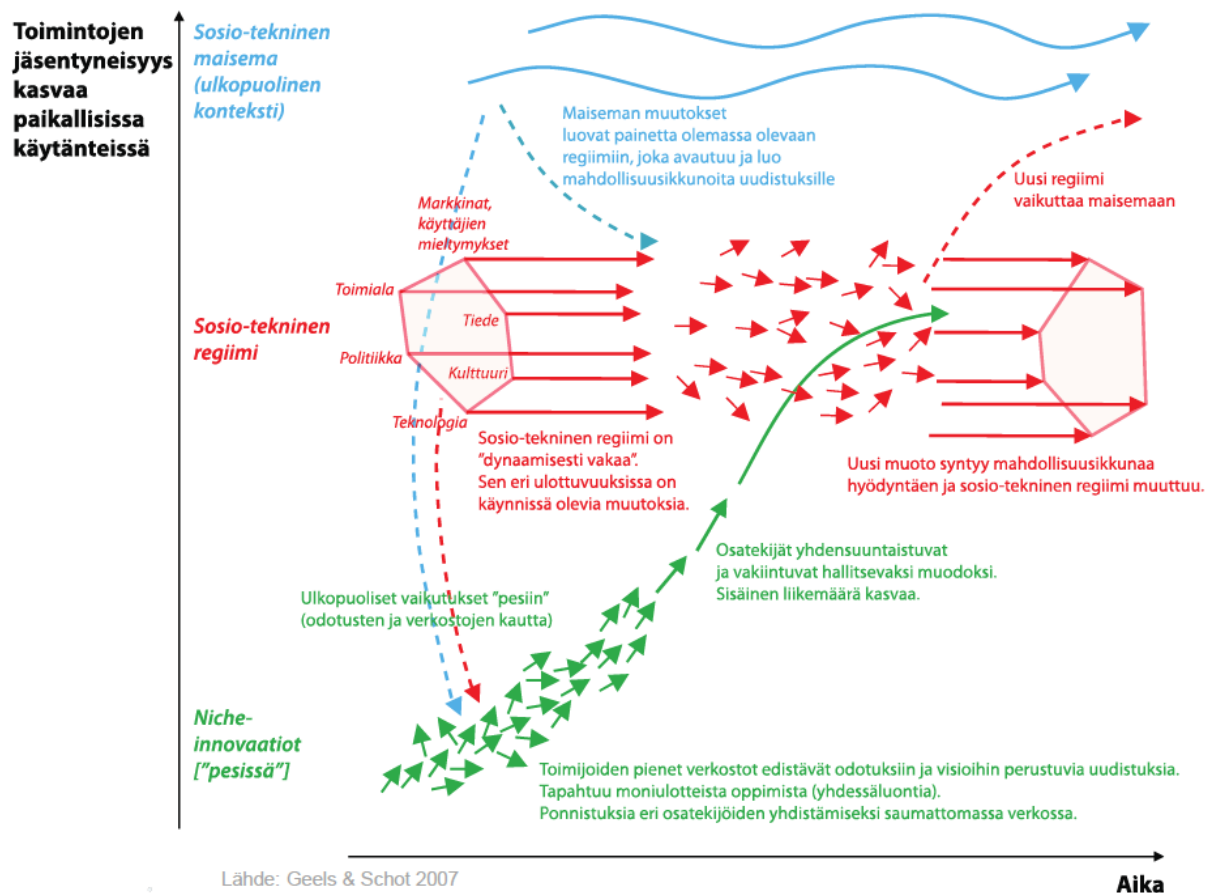 Toimintojen
jäsentyneisyys
kasvaa
paikallisissa
käytänteissä
Sosio-tekninen
maisema
(ulkopuolinen
konteksti)
Maiseman muutokset
luovat painetta olemassa olevaan
regiimiin, joka avautuu ja luo
mahdollisuusikkunoita uudistuksille
Uusi regiimi
vaikuttaa maisemaan
Markkinat,
käyttäjien
mieltymykset
Toimiala
Tiede
Sosio-tekninen
regiimi
Politiikka
Kulttuuri
Teknologia
Sosio-tekninen regiimi on
"dynaamisesti vakaa".
Sen eri ulottuvuuksissa on
käynnissä olevia muutoksia.
Uusi muoto syntyy mahdollisuusikkunaa
hyödyntäen ja sosio-tekninen regiimi muuttuu.
Osatekijät yhdensuuntaistuvat
ja vakiintuvat hallitsevaksi muodoksi.
Sisäinen liikemäärä kasvaa.
Ulkopuoliset vaikutukset "pesiin"
(odotusten ja verkostojen kautta)
Niche-
innovaatiot
["pesissä"]
Toimijoiden pienet verkostot edistävät odotuksiin ja visioihin perustuvia uudistuksia.
Tapahtuu moniulotteista oppimista (yhdessäluontia).
Ponnistuksia eri osatekijöiden yhdistämiseksi saumattomassa verkossa.
Lähde: Geels & Schot 2007
Aika